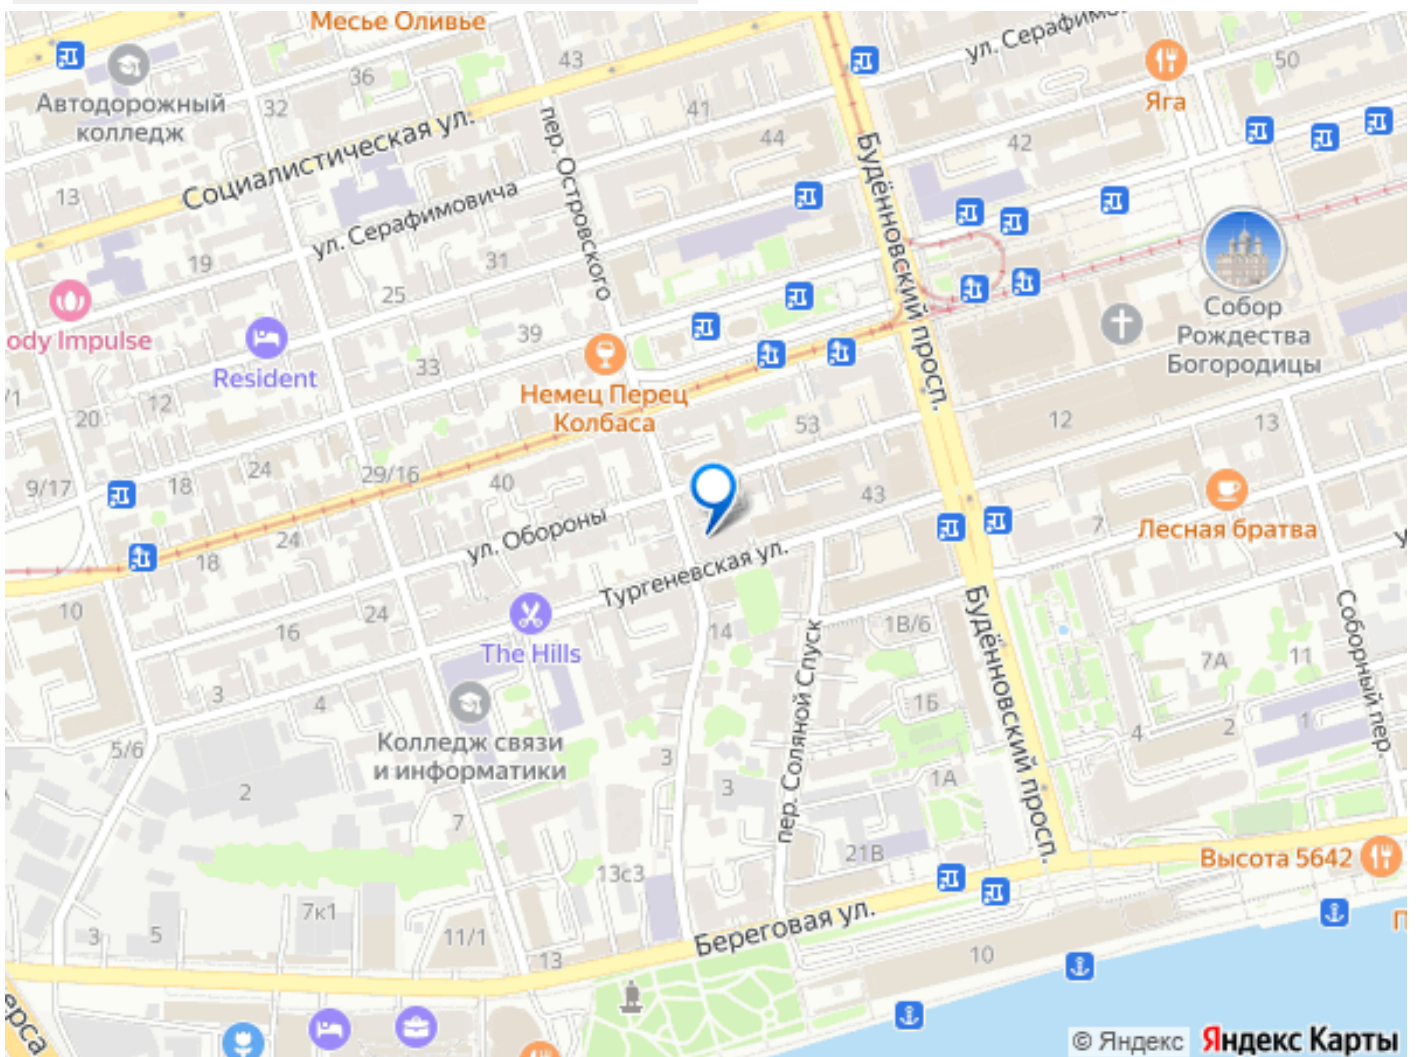 Месье Оливье
43
36
Автодорожный
колледж
32
Социалистическая ул.
пер. Островского
41
44
Будённовский просп.
ул. Серафимо
50
Яга
42
13
ул. Серафимовича
19
31
25
39
ody Impulse
Resident
33
12
/1
20
Немец Перец
Колбаса
Собор
Рождества
Богородицы
53
12
13
24
29/16
40
9/17
18
43
ул. Обороны
7
Лесная братва
24
18
Тургеневская ул.
10
24
16
The Hills
14
1В/6
Будённовский просп.
Соборный пер.
7А
11
3
4
1Б
пер. Соляной Спуск
5/6
Колледж связи
и информатики
3
3
1А
4
2
1
2
7
21В
Высота 5642
13с3
7к1
Береговая ул.
3
5
11/1
13
10
П
ерса
© Яндекс
Яндекс Карты